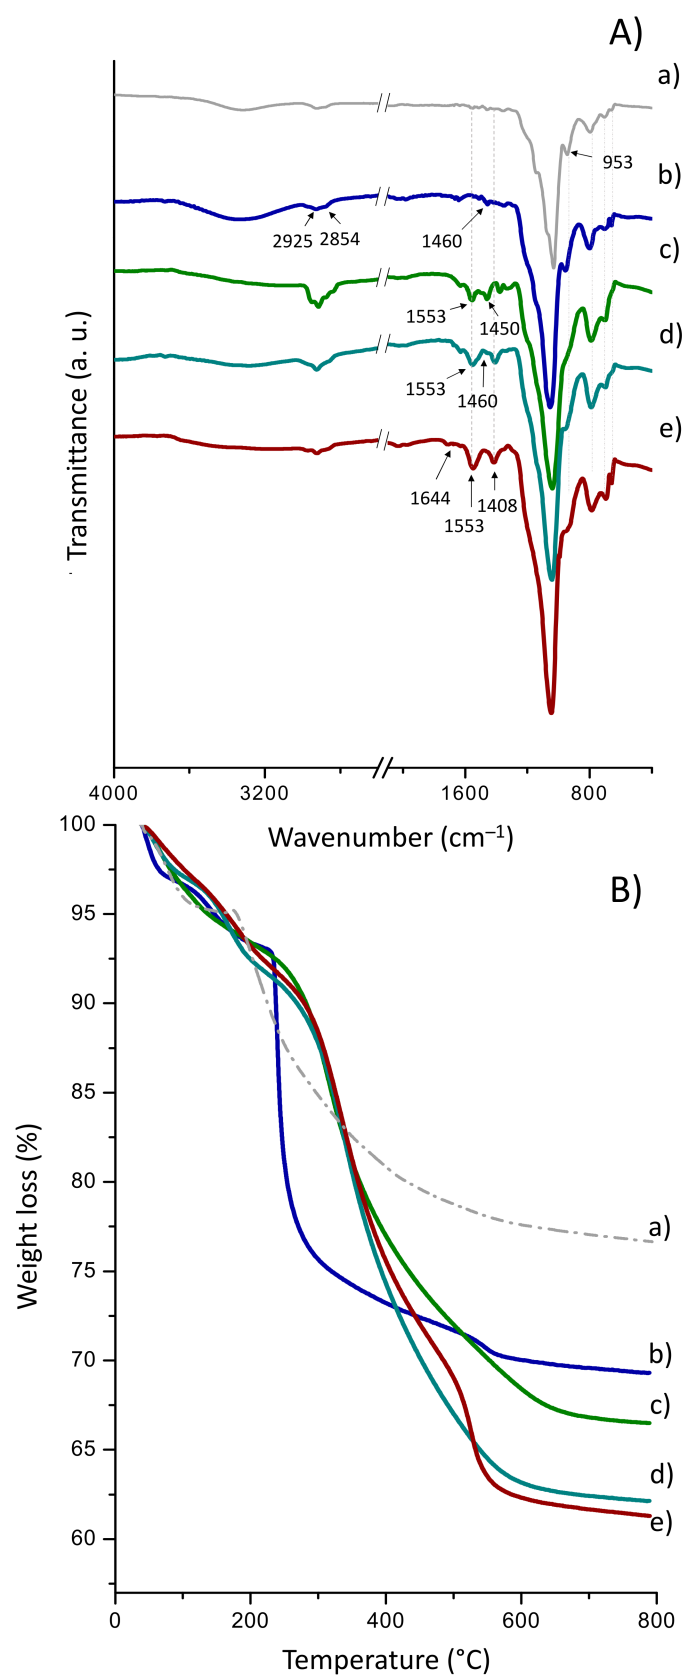 A)
a)
953
b)
2925 2854
1460
c)
1553
1450
d)
1553
1460
e)
1644
1408
1553
Transmittance (a. u.)
4000
3200
1600
800
Wavenumber (cm–1)
B)
100
95
90
85
80
75
70
65
60
Weight loss (%)
a)
b)
c)
d)
e)
0
200
400
600
800
Temperature (°C)